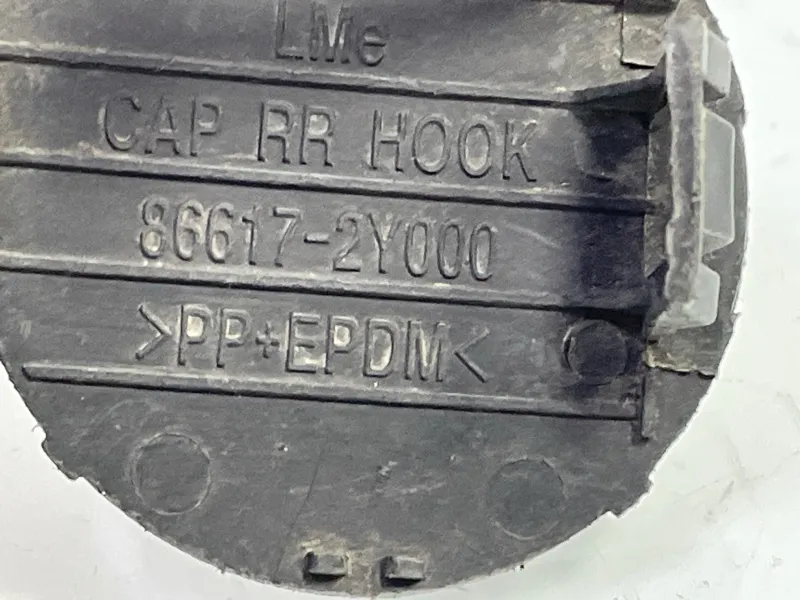 LMe
CAP RR HOOK
86617-2Y000
>PP+EPDM<